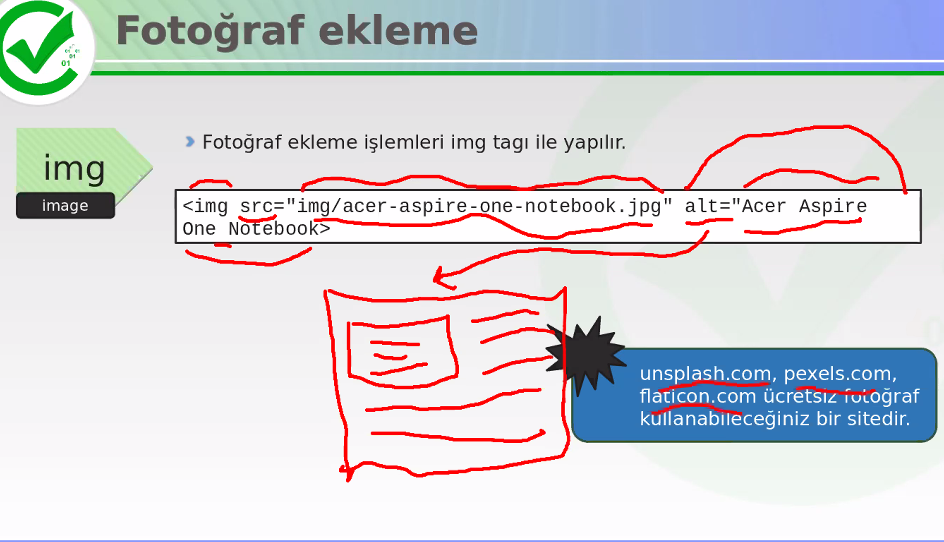 Fotoğraf ekleme
img
image
Fotoğraf ekleme işlemleri img tagı ile yapılır.
<img src="img/acer-aspire-one-notebook.jpg" alt="Acer Aspire
One Notebook>
unsplash.com, pexels.com,
flaticon.com ücretsiz fotoğraf
kullanabileceğiniz bir sitedir.